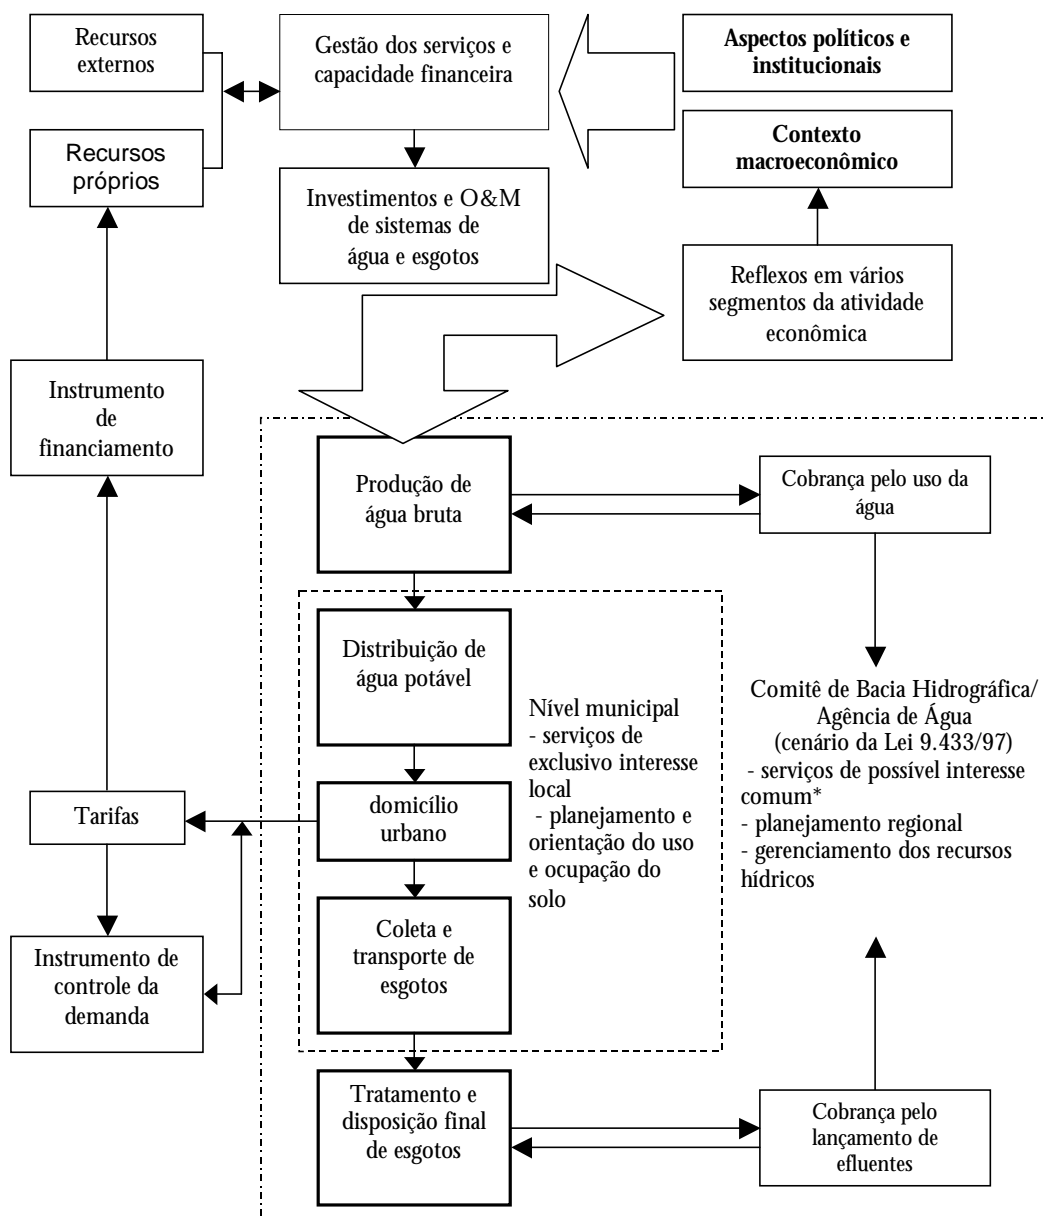 Recursos
externos
Gestão dos serviços e
capacidade financeira
Aspectos políticos e
institucionais
Recursos
próprios
Contexto
macroeconômico
Investimentos e O&M
de sistemas de
água e esgotos
Reflexos em vários
segmentos da atividade
econômica
Instrumento
de
financiamento
Produção de
água bruta
Cobrança pelo uso da
água
Distribuição de
água potável
Nível municipal
- serviços de
exclusivo interesse
local
- planejamento e
orientação do uso
e ocupação do
solo
Comitê de Bacia Hidrográfica/
Agência de Água
(cenário da Lei 9.433/97)
- serviços de possível interesse
comum*
- planejamento regional
- gerenciamento dos recursos
hídricos
Tarifas
domicílio
urbano
Coleta e
transporte de
esgotos
Instrumento de
controle da
demanda
Tratamento e
disposição final
de esgotos
Cobrança pelo
lançamento de
efluentes